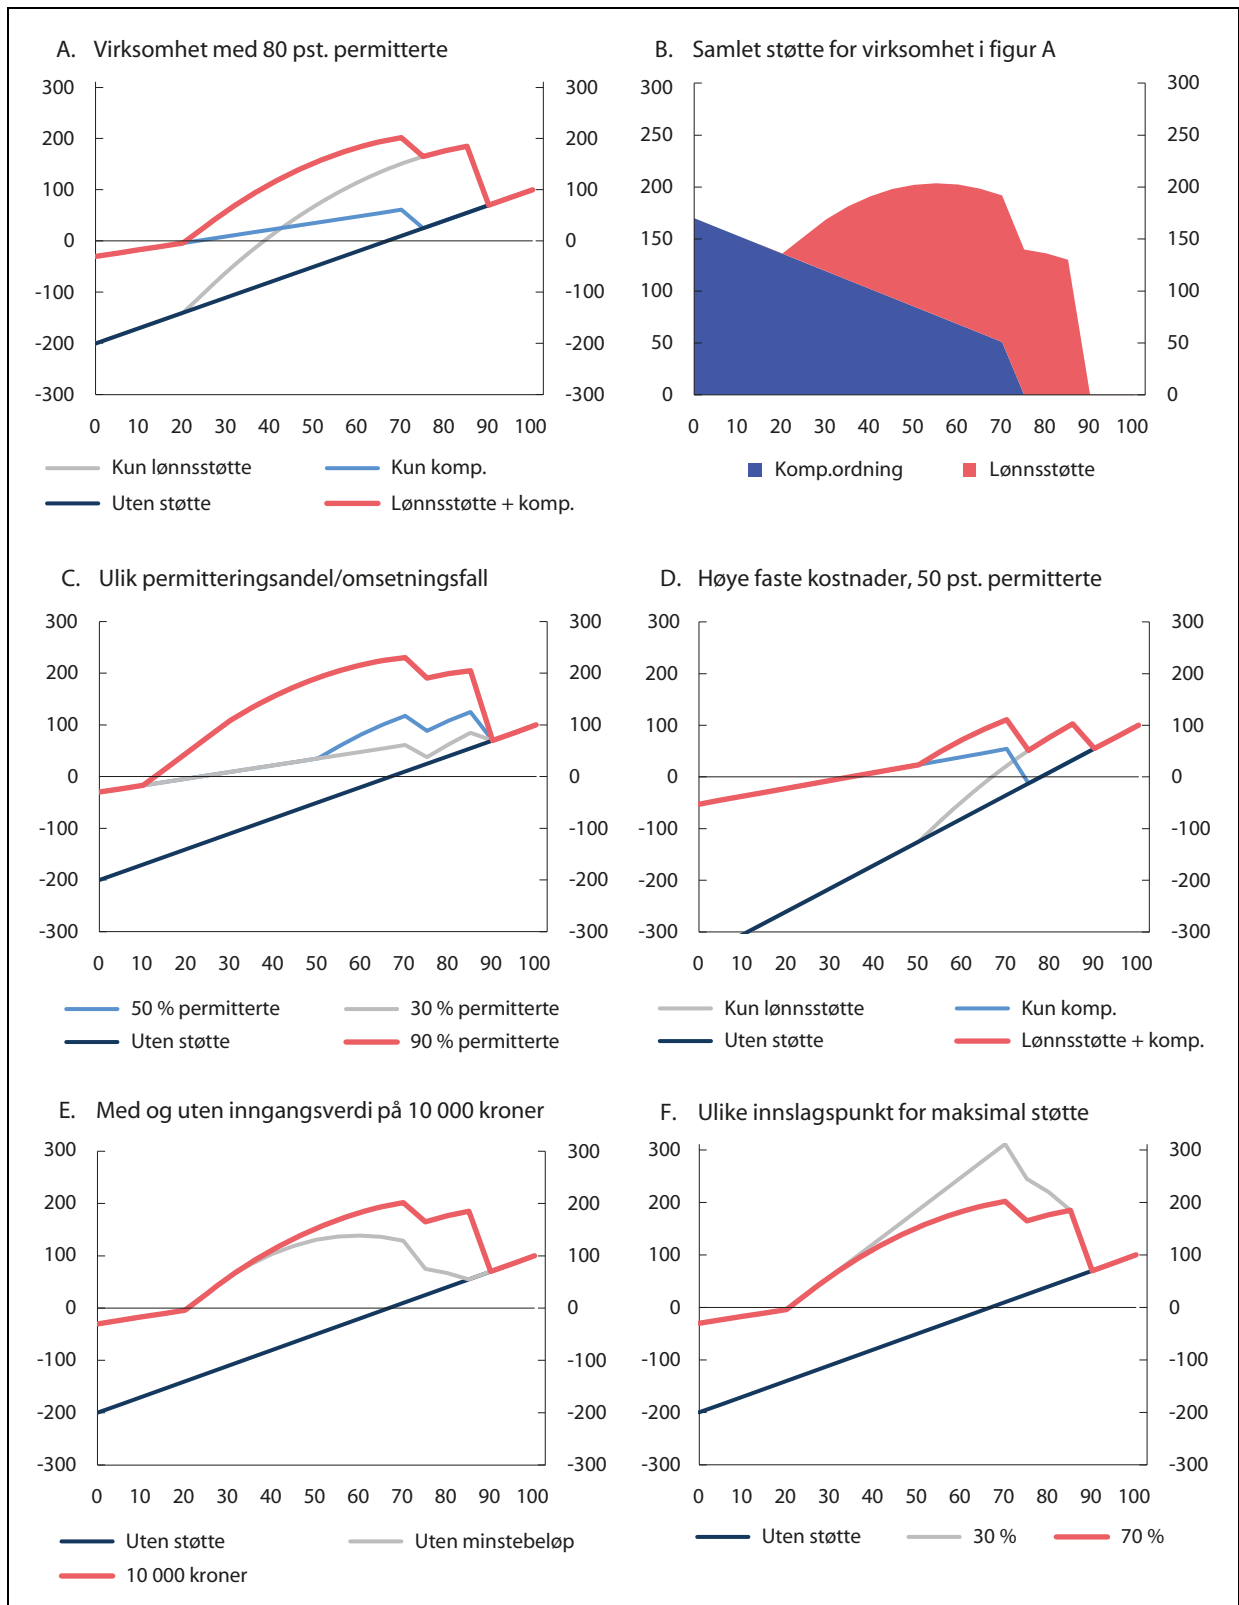 A. Virksomhet med 80 pst. permitterte
300 300
200 200
100 100
0 0
-100 -100
-200 -200
-300 -300
0 10 20 30 40 50 60 70 80 90 100
Kun lønnsstøtte Kun komp.
Uten støtte Lønnsstøtte + komp.
B. Samlet støtte for virksomhet i figur A
300 300
250 250
200 200
150 150
100 100
50 50
0 0
0 10 20 30 40 50 60 70 80 90 100
Komp.ordning Lønnsstøtte
C. Ulik permitteringsandel/omsetningsfall
300 300
200 200
100 100
0 0
-100 -100
-200 -200
-300 -300
0 10 20 30 40 50 60 70 80 90 100
50 % permitterte 30 % permitterte
Uten støtte 90 % permitterte
D. Høye faste kostnader, 50 pst. permitterte
300 300
200 200
100 100
0 0
-100 -100
-200 -200
-300 -300
0 10 20 30 40 50 60 70 80 90 100
Kun lønnsstøtte Kun komp.
Uten støtte Lønnsstøtte + komp.
E. Med og uten inngangsverdi på 10 000 kroner
300 300
200 200
100 100
0 0
-100 -100
-200 -200
-300 -300
0 10 20 30 40 50 60 70 80 90 100
Uten støtte Uten minstebeløp
10 000 kroner
F. Ulike innslagspunkt for maksimal støtte
300 300
200 200
100 100
0 0
-100 -100
-200 -200
-300 -300
0 10 20 30 40 50 60 70 80 90 100
Uten støtte 30 % 70 %